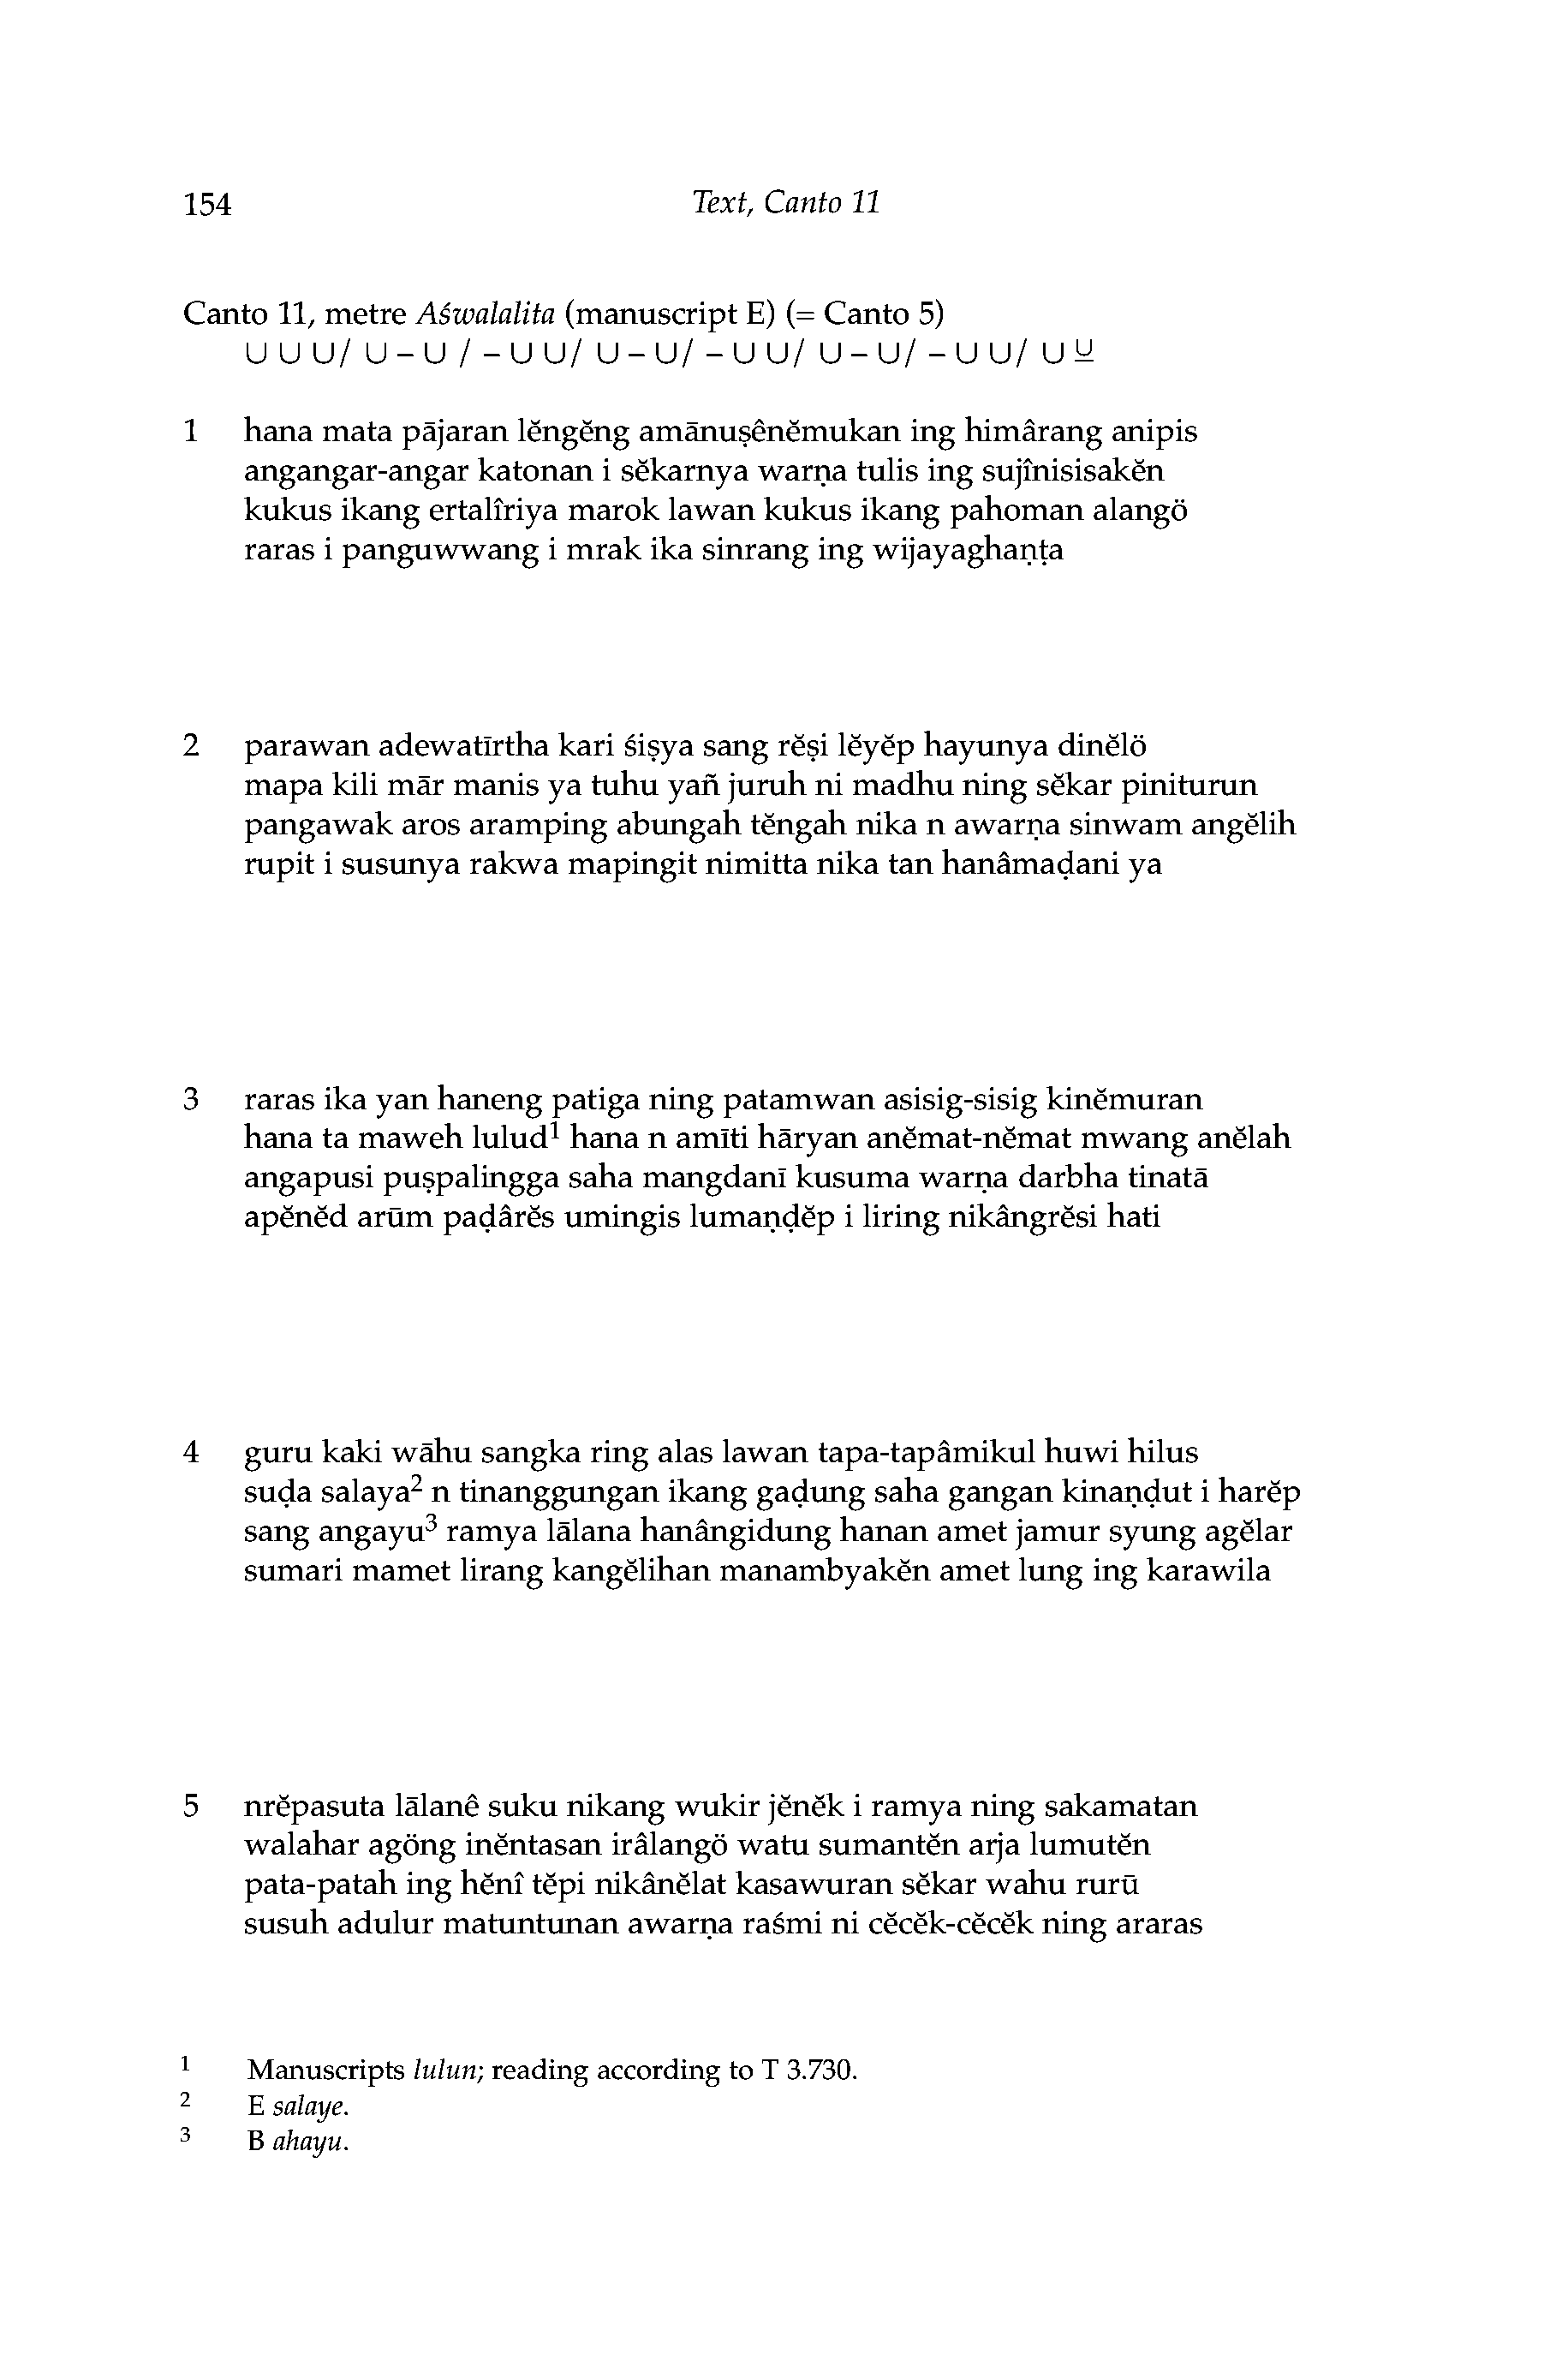 154 Text, Canto 11
Canto 11, metre Aśwalalita (manuscript E) (= Canto 5)
∪ ∪ ∪/ ∪ – ∪ / – ∪ ∪/ ∪ – ∪/ – ∪ ∪/ ∪ – ∪/ – ∪ ∪/ ∪ ⊻
1 hana mata pājaran lĕngĕng amānuṣênĕmukan ing himârang anipis
angangar-angar katonan i sĕkarnya warṇa tulis ing sujînisisakĕn
kukus ikang ertalîriya marok lawan kukus ikang pahoman alangö
raras i panguwwang i mrak ika sinrang ing wijayaghaṇṭa
2 parawan adewatīrtha kari śiṣya sang rĕṣi lĕyĕp hayunya dinĕlö
mapa kili mār manis ya tuhu yañ juruh ni madhu ning sĕkar piniturun
pangawak aros aramping abungah tĕngah nika n awarṇa sinwam angĕlih
rupit i susunya rakwa mapingit nimitta nika tan hanâmaḍani ya
3 raras ika yan haneng patiga ning patamwan asisig-sisig kinĕmuran
hana ta maweh lulud¹ hana n amīti hāryan anĕmat-nĕmat mwang anĕlah
angapusi puṣpalingga saha mangdanī kusuma warṇa darbha tinatā
apĕnĕd arūm paḍârĕs umingis lumaṇḍĕp i liring nikângrĕsi hati
4 guru kaki wāhu sangka ring alas lawan tapa-tapâmikul huwi hilus
suḍa salaya² n tinanggungan ikang gaḍung saha gangan kinaṇḍut i harĕp
sang angayu³ ramya lālana hanângidung hanan amet jamur syung agĕlar
sumari mamet lirang kangĕlihan manambyakĕn amet lung ing karawila
5 nrĕpasuta lālanê suku nikang wukir jĕnĕk i ramya ning sakamatan
walahar agöng inĕntasan irâlangö watu sumantĕn arja lumutĕn
pata-patah ing hĕnî tĕpi nikânĕlat kasawuran sĕkar wahu rurū
susuh adulur matuntunan awarṇa raśmi ni cĕcĕk-cĕcĕk ning araras
1 Manuscripts lulun; reading according to T 3.730.
2 E salaye.
3 B ahayu.